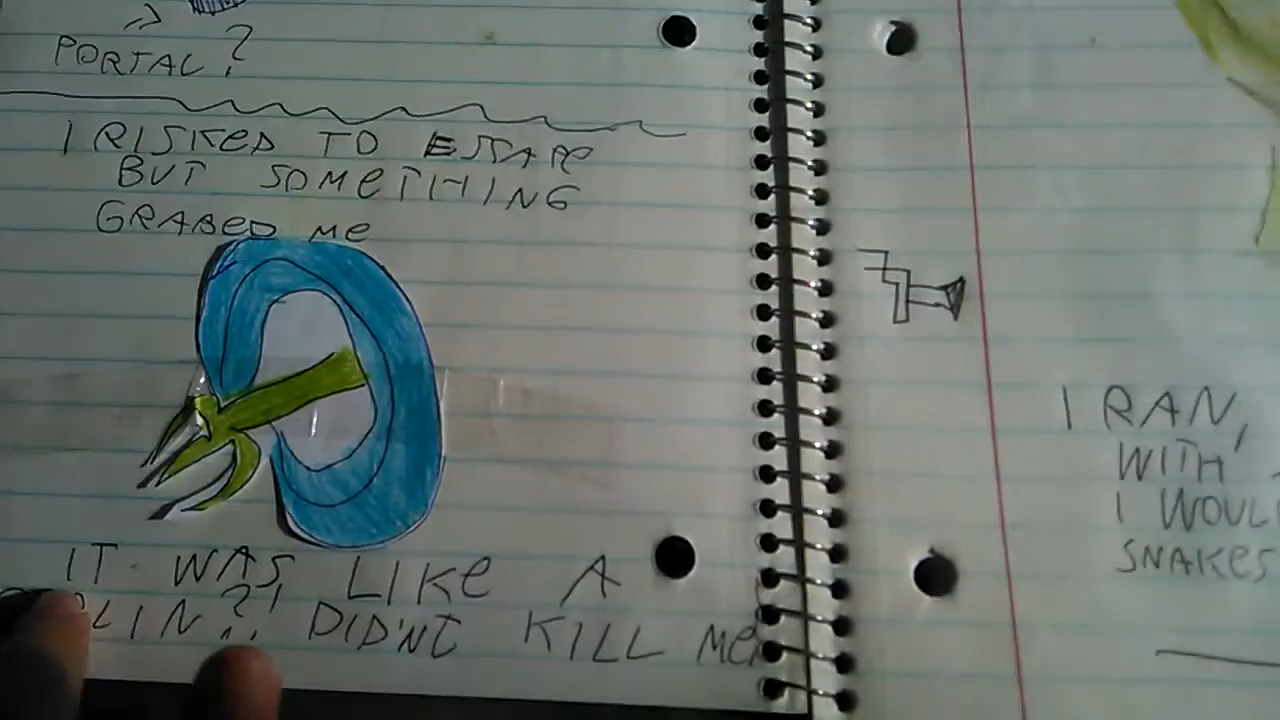 PORTAL?
I RISKED TO ESCAPE
BUT SOMETHING
GRABED ME
IT WAS LIKE A
LIN?, DID'NT KILL ME
I RAN,
WITH
I WOUL
SNAKES